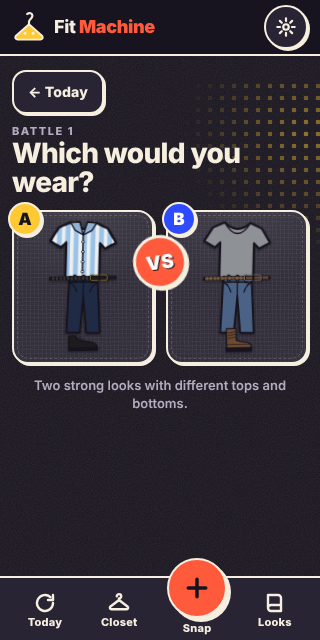 Fit Machine
← Today
BATTLE 1
Which would you
wear?
A
B
VS
Two strong looks with different tops and
bottoms.
Today
Closet
Snap
Looks